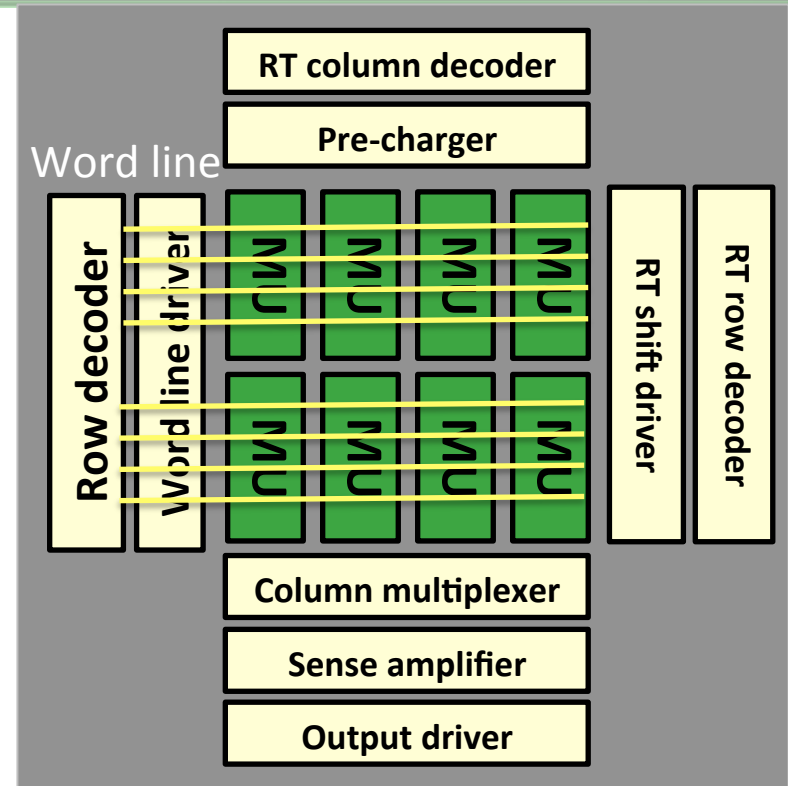 RT column decoder
Pre-charger
Word line
Row decoder
Word line driver
MU
MU
MU
MU
MU
MU
MU
MU
RT shift driver
RT row decoder
Column multiplexer
Sense amplifier
Output driver